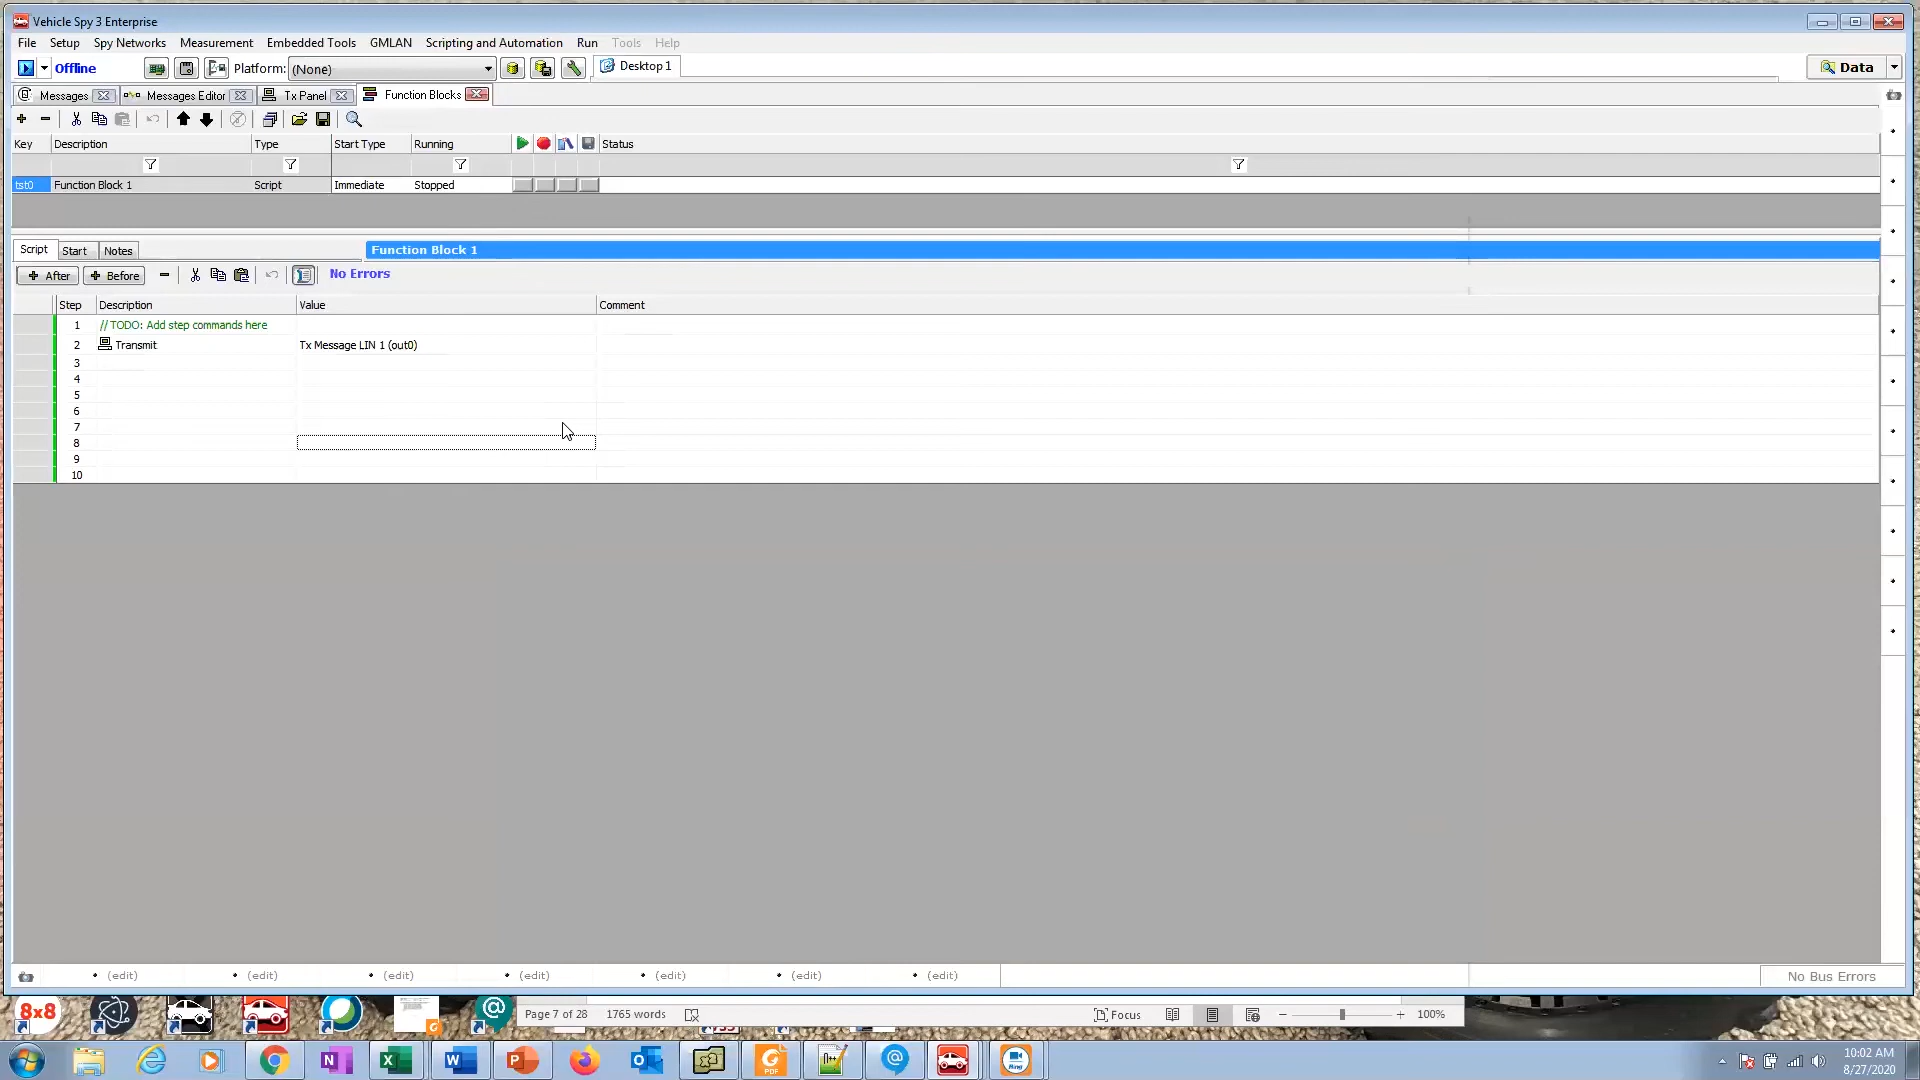 Vehicle Spy 3 Enterprise
File Setup Spy Networks Measurement Embedded Tools GMLAN Scripting and Automation Run Tools Help
Offline Platform: (None) Desktop 1 Data
Messages Messages Editor Tx Panel Function Blocks
Key Description Type Start Type Running Status
tst0 Function Block 1 Script Immediate Stopped
Script Start Notes Function Block 1
After Before No Errors
Step Description Value Comment
1 // TODO: Add step commands here
2 Transmit Tx Message LIN 1 (out0)
3
4
5
6
7
8
9
10
(edit) (edit) (edit) (edit) (edit) (edit) (edit) No Bus Errors
8x8 Page 7 of 28 1765 words Focus 100%
10:02 AM
8/27/2020